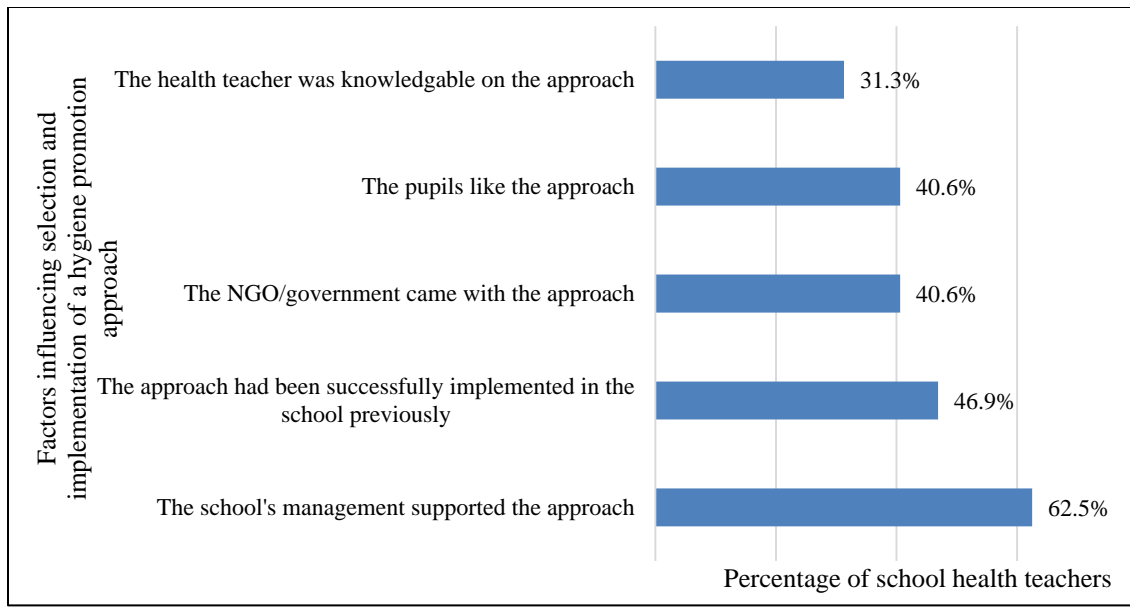 Factors influencing selection and
implementation of a hygiene promotion
approach
The health teacher was knowledgable on the approach
31.3%
The pupils like the approach
40.6%
The NGO/government came with the approach
40.6%
The approach had been successfully implemented in the
school previously
46.9%
The school's management supported the approach
62.5%
Percentage of school health teachers